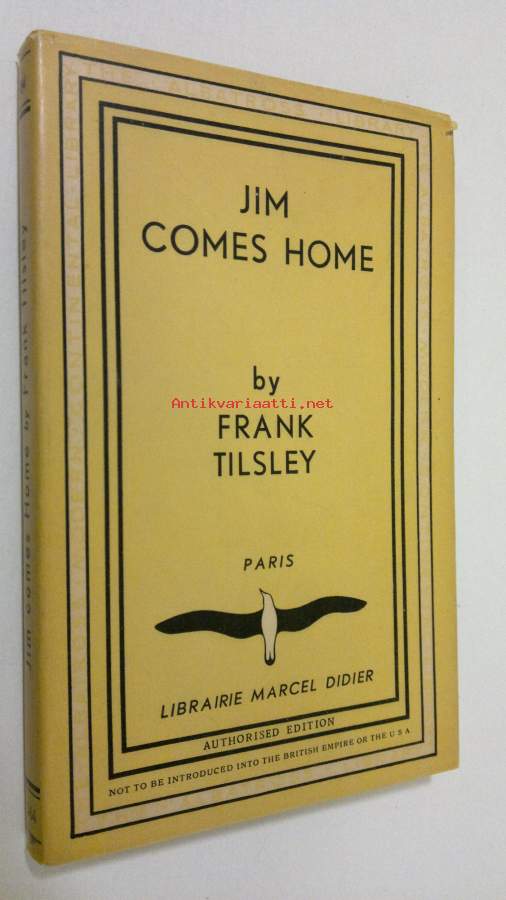 THE ALBATROSS LIBRARY
JiM
COMES HOME
by
Antikvariaatti.net
FRANK
TILSLEY
PARIS
LIBRAIRIE MARCEL DIDIER
AUTHORISED EDITION
NOT TO BE INTRODUCED INTO THE BRITISH EMPIRE OR THE U S A
Jim comes Home by Frank Tilsley